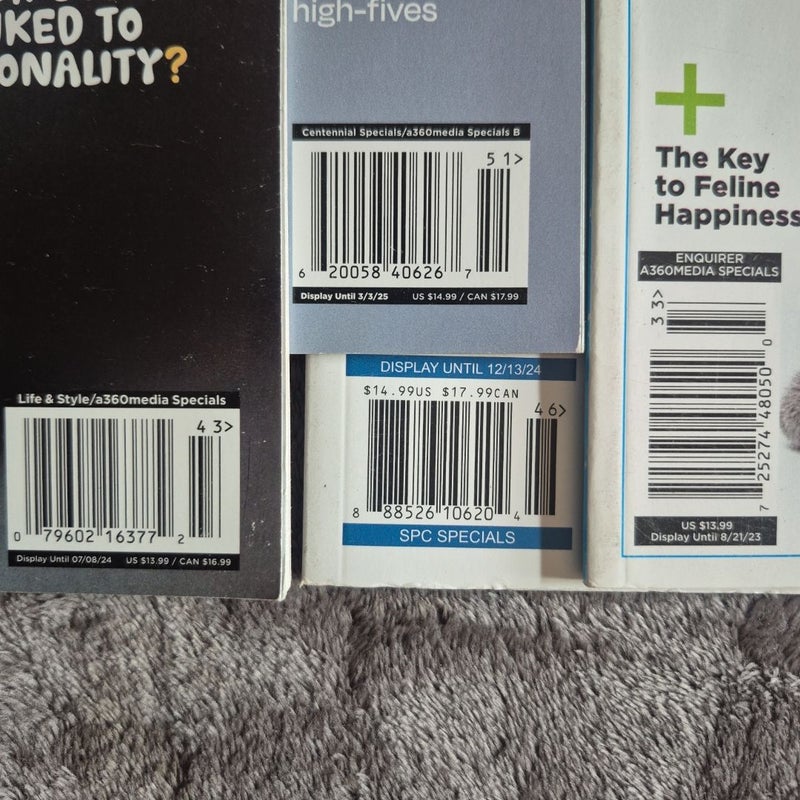 KED TO
ONALITY?
Life & Style/a360media Specials
4 3>
0 79602 16377 2
Display Until 07/08/24 US $13.99 / CAN $16.99
high-fives
Centennial Specials/a360media Specials B
5 1>
6 20058 40626 7
Display Until 3/3/25 US $14.99 / CAN $17.99
DISPLAY UNTIL 12/13/24
$14.99US $17.99CAN
4 6>
8 88526 10620 4
SPC SPECIALS
+
The Key
to Feline
Happiness
ENQUIRER
A360MEDIA SPECIALS
3 3>
7 25274 48050 0
US $13.99
Display Until 8/21/23